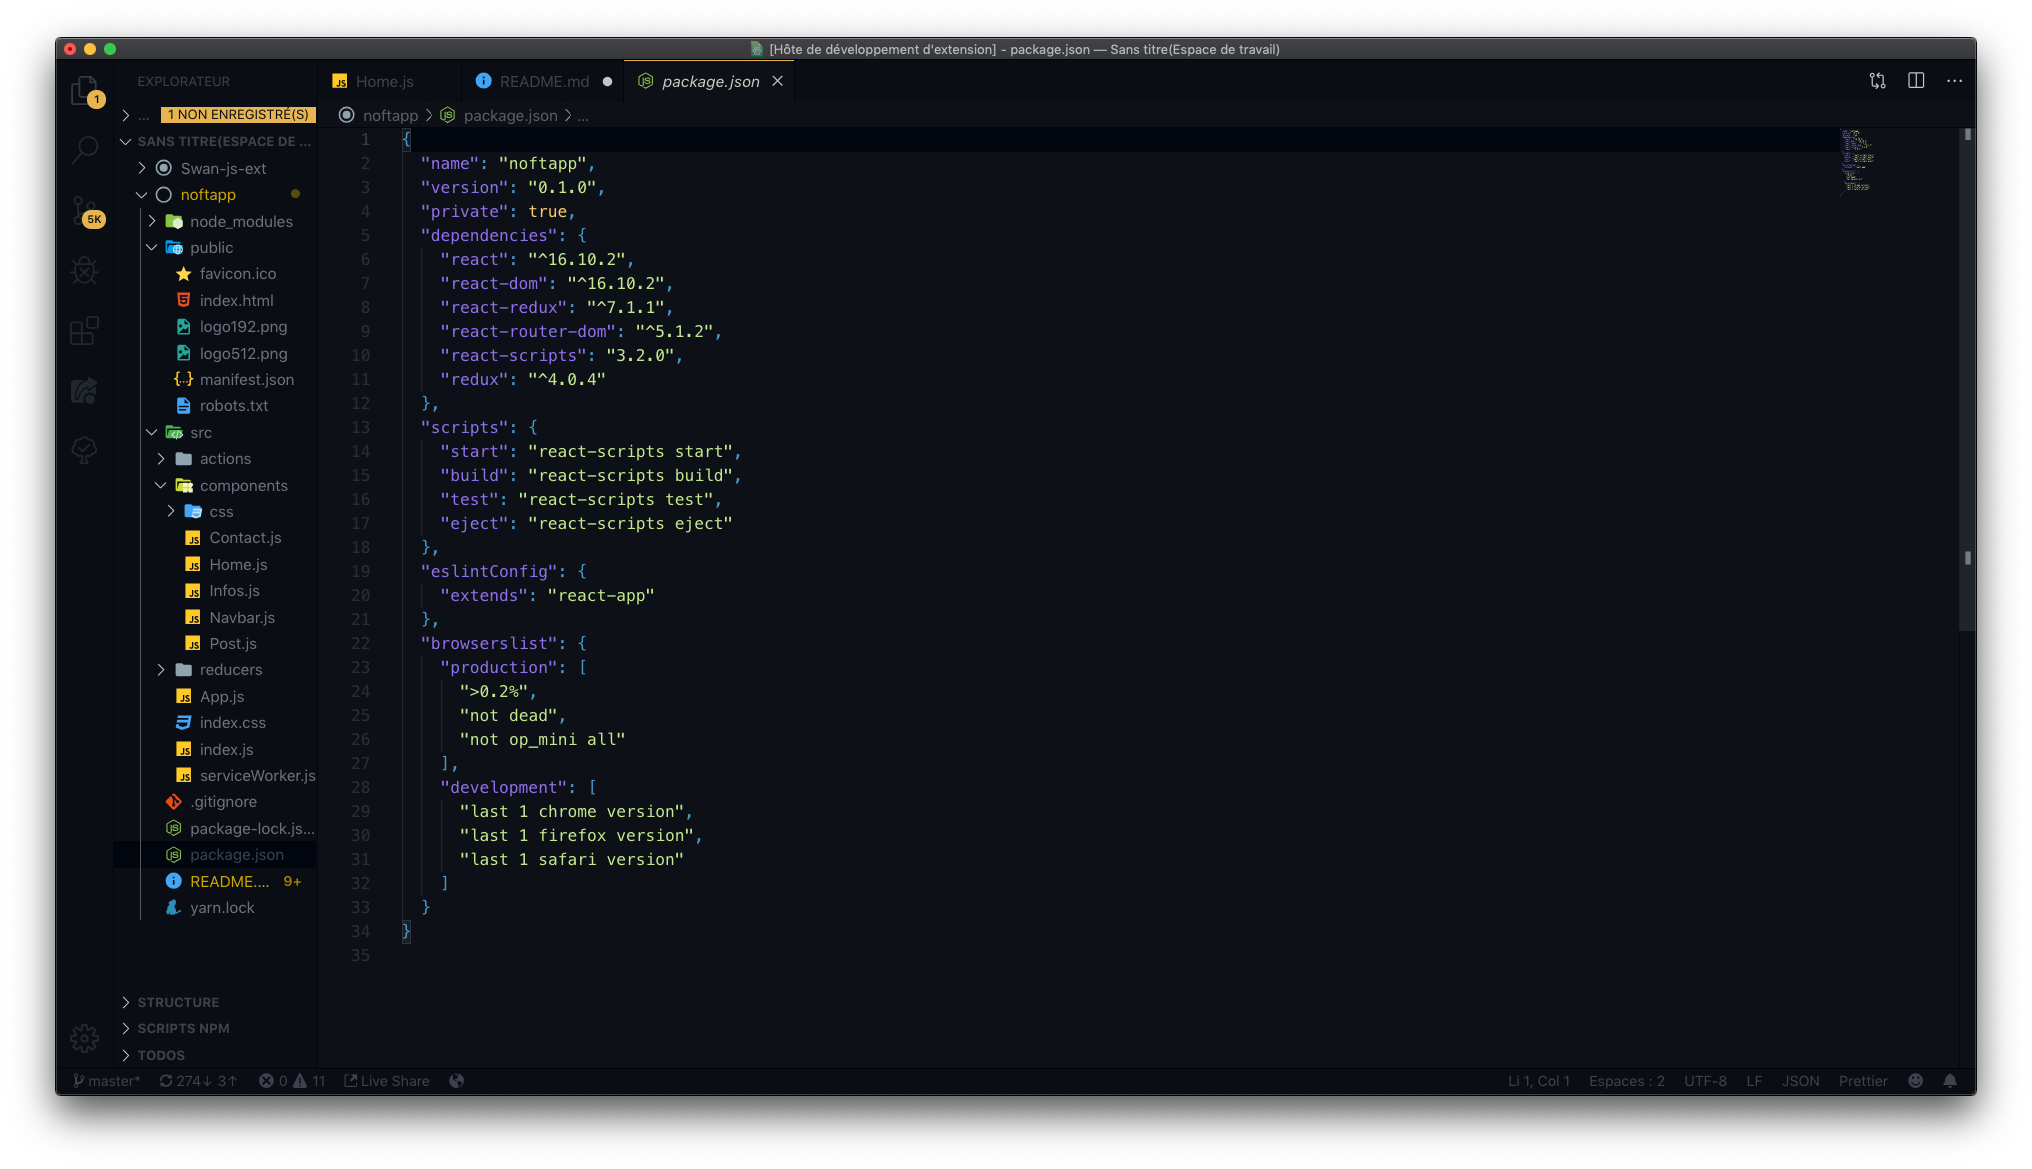 [Hôte de développement d'extension] - package.json — Sans titre(Espace de travail)
EXPLORATEUR
... 1 NON ENREGISTRÉ(S)
SANS TITRE(ESPACE DE ...
Swan-js-ext
noftapp
node_modules
public
favicon.ico
index.html
logo192.png
logo512.png
manifest.json
robots.txt
src
actions
components
css
Contact.js
Home.js
Infos.js
Navbar.js
Post.js
reducers
App.js
index.css
index.js
serviceWorker.js
.gitignore
package-lock.js...
package.json
README.... 9+
yarn.lock
STRUCTURE
SCRIPTS NPM
TODOS
1
5K
Home.js README.md package.json
noftapp > package.json > ...
1 {
2 "name": "noftapp",
3 "version": "0.1.0",
4 "private": true,
5 "dependencies": {
6 "react": "^16.10.2",
7 "react-dom": "^16.10.2",
8 "react-redux": "^7.1.1",
9 "react-router-dom": "^5.1.2",
10 "react-scripts": "3.2.0",
11 "redux": "^4.0.4"
12 },
13 "scripts": {
14 "start": "react-scripts start",
15 "build": "react-scripts build",
16 "test": "react-scripts test",
17 "eject": "react-scripts eject"
18 },
19 "eslintConfig": {
20 "extends": "react-app"
21 },
22 "browserslist": {
23 "production": [
24 ">0.2%",
25 "not dead",
26 "not op_mini all"
27 ],
28 "development": [
29 "last 1 chrome version",
30 "last 1 firefox version",
31 "last 1 safari version"
32 ]
33 }
34 }
35
master* 274↓ 3↑ 0 11 Live Share Li 1, Col 1 Espaces : 2 UTF-8 LF JSON Prettier